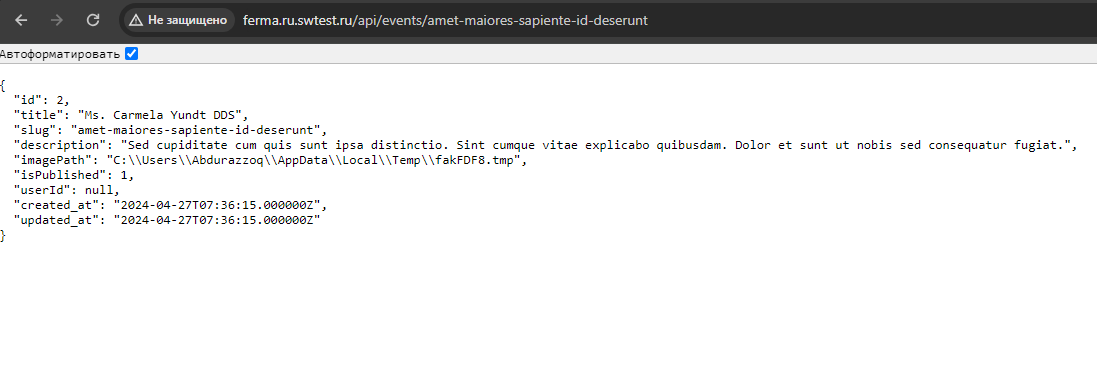 Не защищено ferma.ru.swtest.ru/api/events/amet-maiores-sapiente-id-deserunt
Автоформатировать
{
"id": 2,
"title": "Ms. Carmela Yundt DDS",
"slug": "amet-maiores-sapiente-id-deserunt",
"description": "Sed cupiditate cum quis sunt ipsa distinctio. Sint cumque vitae explicabo quibusdam. Dolor et sunt ut nobis sed consequatur fugiat.",
"imagePath": "C:\\Users\\Abdurazzoq\\AppData\\Local\\Temp\\fakFDF8.tmp",
"isPublished": 1,
"userId": null,
"created_at": "2024-04-27T07:36:15.000000Z",
"updated_at": "2024-04-27T07:36:15.000000Z"
}